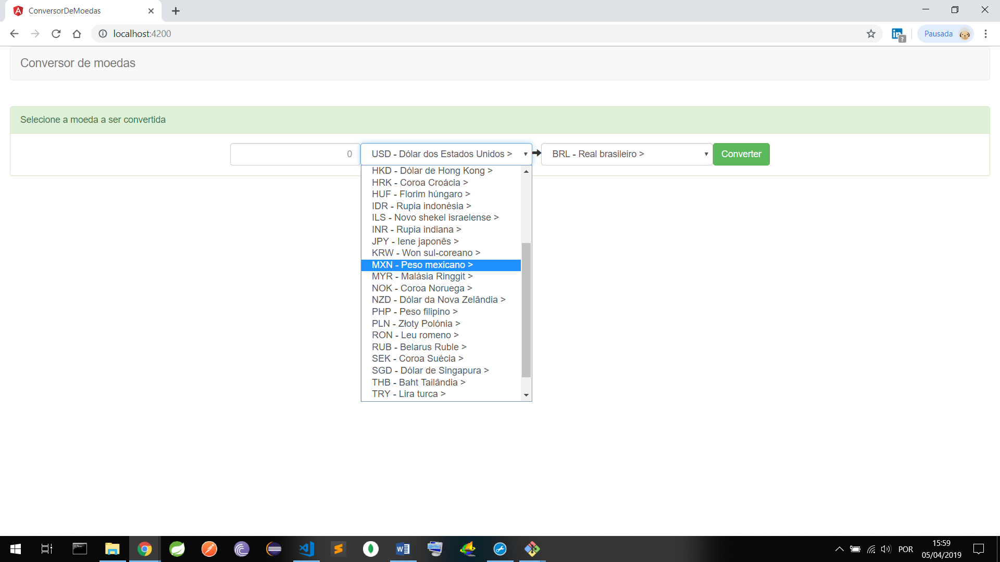 ConversorDeMoedas
localhost:4200
Pausada
Conversor de moedas
Selecione a moeda a ser convertida
0
USD - Dólar dos Estados Unidos >
BRL - Real brasileiro >
Converter
HKD - Dólar de Hong Kong >
HRK - Coroa Croácia >
HUF - Florim húngaro >
IDR - Rupia indonésia >
ILS - Novo shekel israelense >
INR - Rupia indiana >
JPY - Iene japonês >
KRW - Won sul-coreano >
MXN - Peso mexicano >
MYR - Malásia Ringgit >
NOK - Coroa Noruega >
NZD - Dólar da Nova Zelândia >
PHP - Peso filipino >
PLN - Złoty Polónia >
RON - Leu romeno >
RUB - Belarus Ruble >
SEK - Coroa Suécia >
SGD - Dólar de Singapura >
THB - Baht Tailândia >
TRY - Lira turca >
POR
15:59
05/04/2019